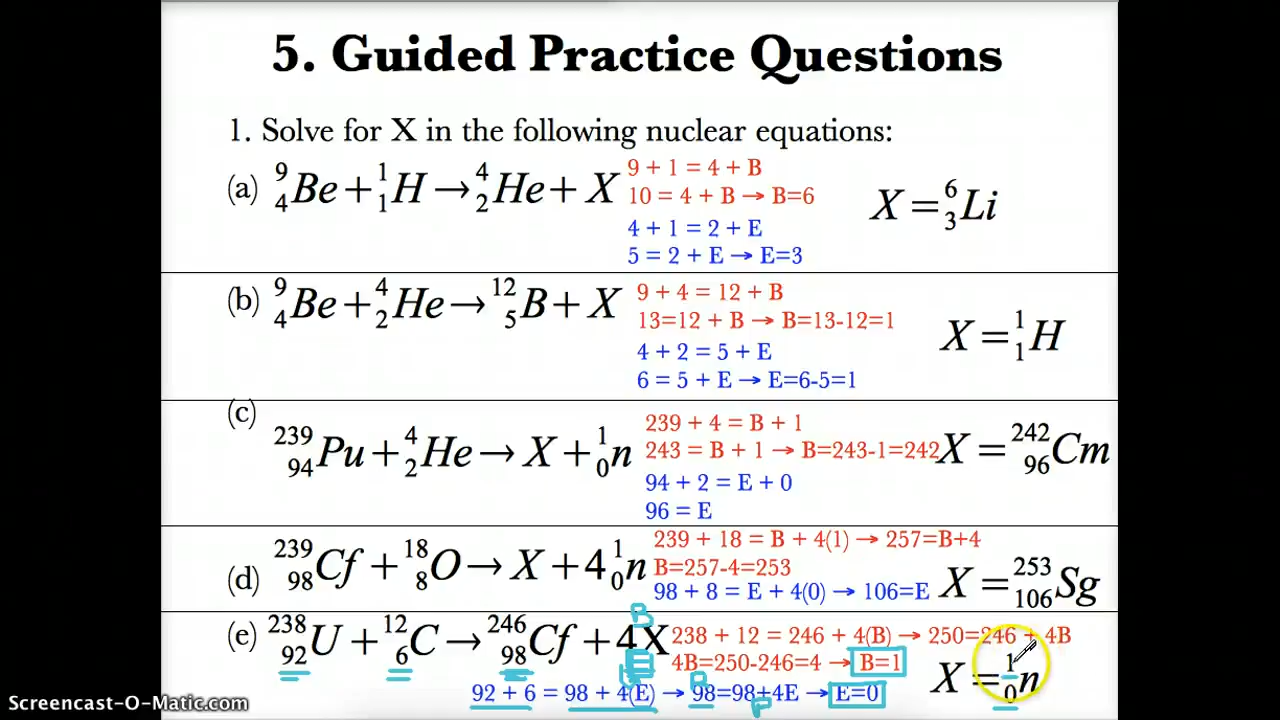 5. Guided Practice Questions
1. Solve for X in the following nuclear equations:
(a) ⁹₄Be + ¹₁H → ⁴₂He + X
9 + 1 = 4 + B
10 = 4 + B → B=6
4 + 1 = 2 + E
5 = 2 + E → E=3
X = ⁶₃Li
(b) ⁹₄Be + ⁴₂He → ¹²₅B + X
9 + 4 = 12 + B
13=12 + B → B=13-12=1
4 + 2 = 5 + E
6 = 5 + E → E=6-5=1
X = ¹₁H
(c) ²³⁹₉₄Pu + ⁴₂He → X + ¹₀n
239 + 4 = B + 1
243 = B + 1 → B=243-1=242
94 + 2 = E + 0
96 = E
X = ²⁴²₉₆Cm
(d) ²³⁹₉₈Cf + ¹⁸₈O → X + 4¹₀n
239 + 18 = B + 4(1) → 257=B+4
B=257-4=253
98 + 8 = E + 4(0) → 106=E
X = ²⁵³₁₀₆Sg
B
(e) ²³⁸₉₂U + ¹²₆C → ²⁴⁶₉₈Cf + 4X
E
238 + 12 = 246 + 4(B) → 250=246 + 4B
4B=250-246=4 → B=1
92 + 6 = 98 + 4(E) → 98=98+4E → E=0
X = ¹₀n
Screencast-O-Matic.com